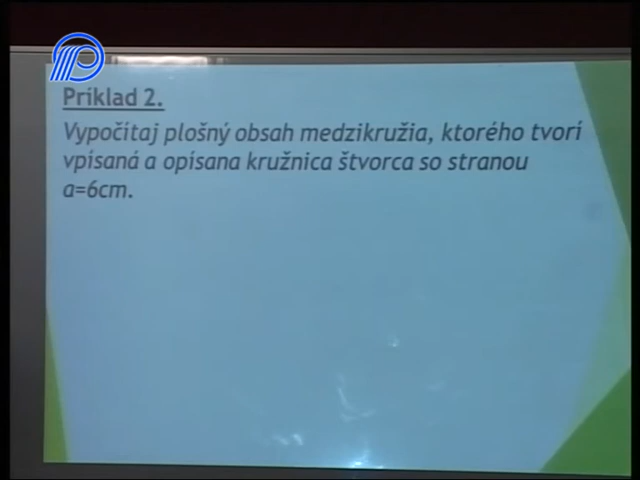 Príklad 2.
Vypočítaj plošný obsah medzikružia, ktorého tvorí
vpísaná a opísana kružnica štvorca so stranou
a=6cm.